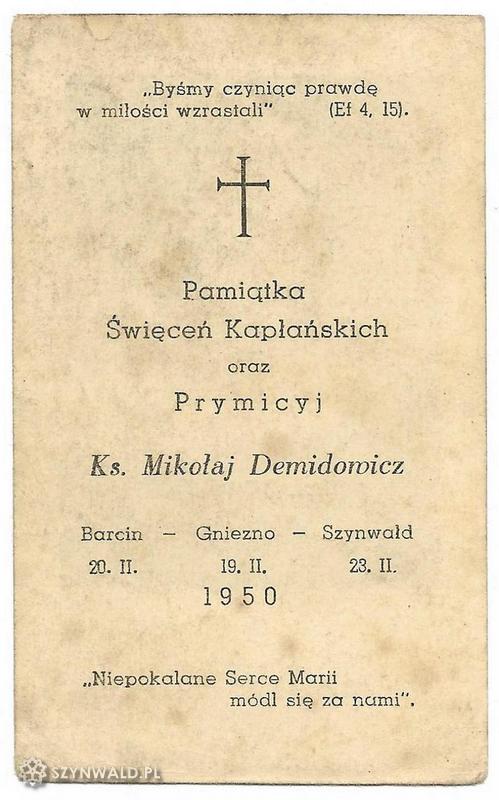 „Byśmy czyniąc prawdę
w miłości wzrastali" (Ef 4, 15).
Pamiątka
Święceń Kapłańskich
oraz
Prymicyj
Ks. Mikołaj Demidowicz
Barcin – Gniezno – Szynwałd
20. II. 19. II. 23. II.
1950
„Niepokalane Serce Marii
módl się za nami".
SZYNWALD.PL